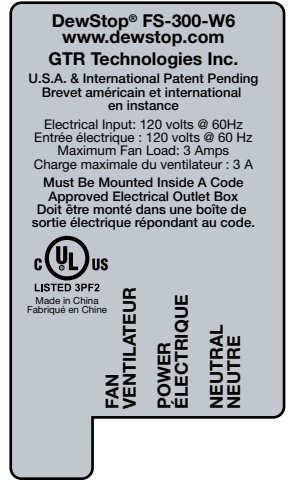 DewStop® FS-300-W6
www.dewstop.com
GTR Technologies Inc.
U.S.A. & International Patent Pending
Brevet américain et international
en instance
Electrical Input: 120 volts @ 60Hz
Entrée électrique : 120 volts @ 60 Hz
Maximum Fan Load: 3 Amps
Charge maximale du ventilateur : 3 A
Must Be Mounted Inside A Code
Approved Electrical Outlet Box
Doit être monté dans une boîte de
sortie électrique répondant au code.
C UL US
LISTED 3PF2
Made in China
Fabriqué en Chine
FAN
VENTILATEUR
POWER
ÉLECTRIQUE
NEUTRAL
NEUTRE